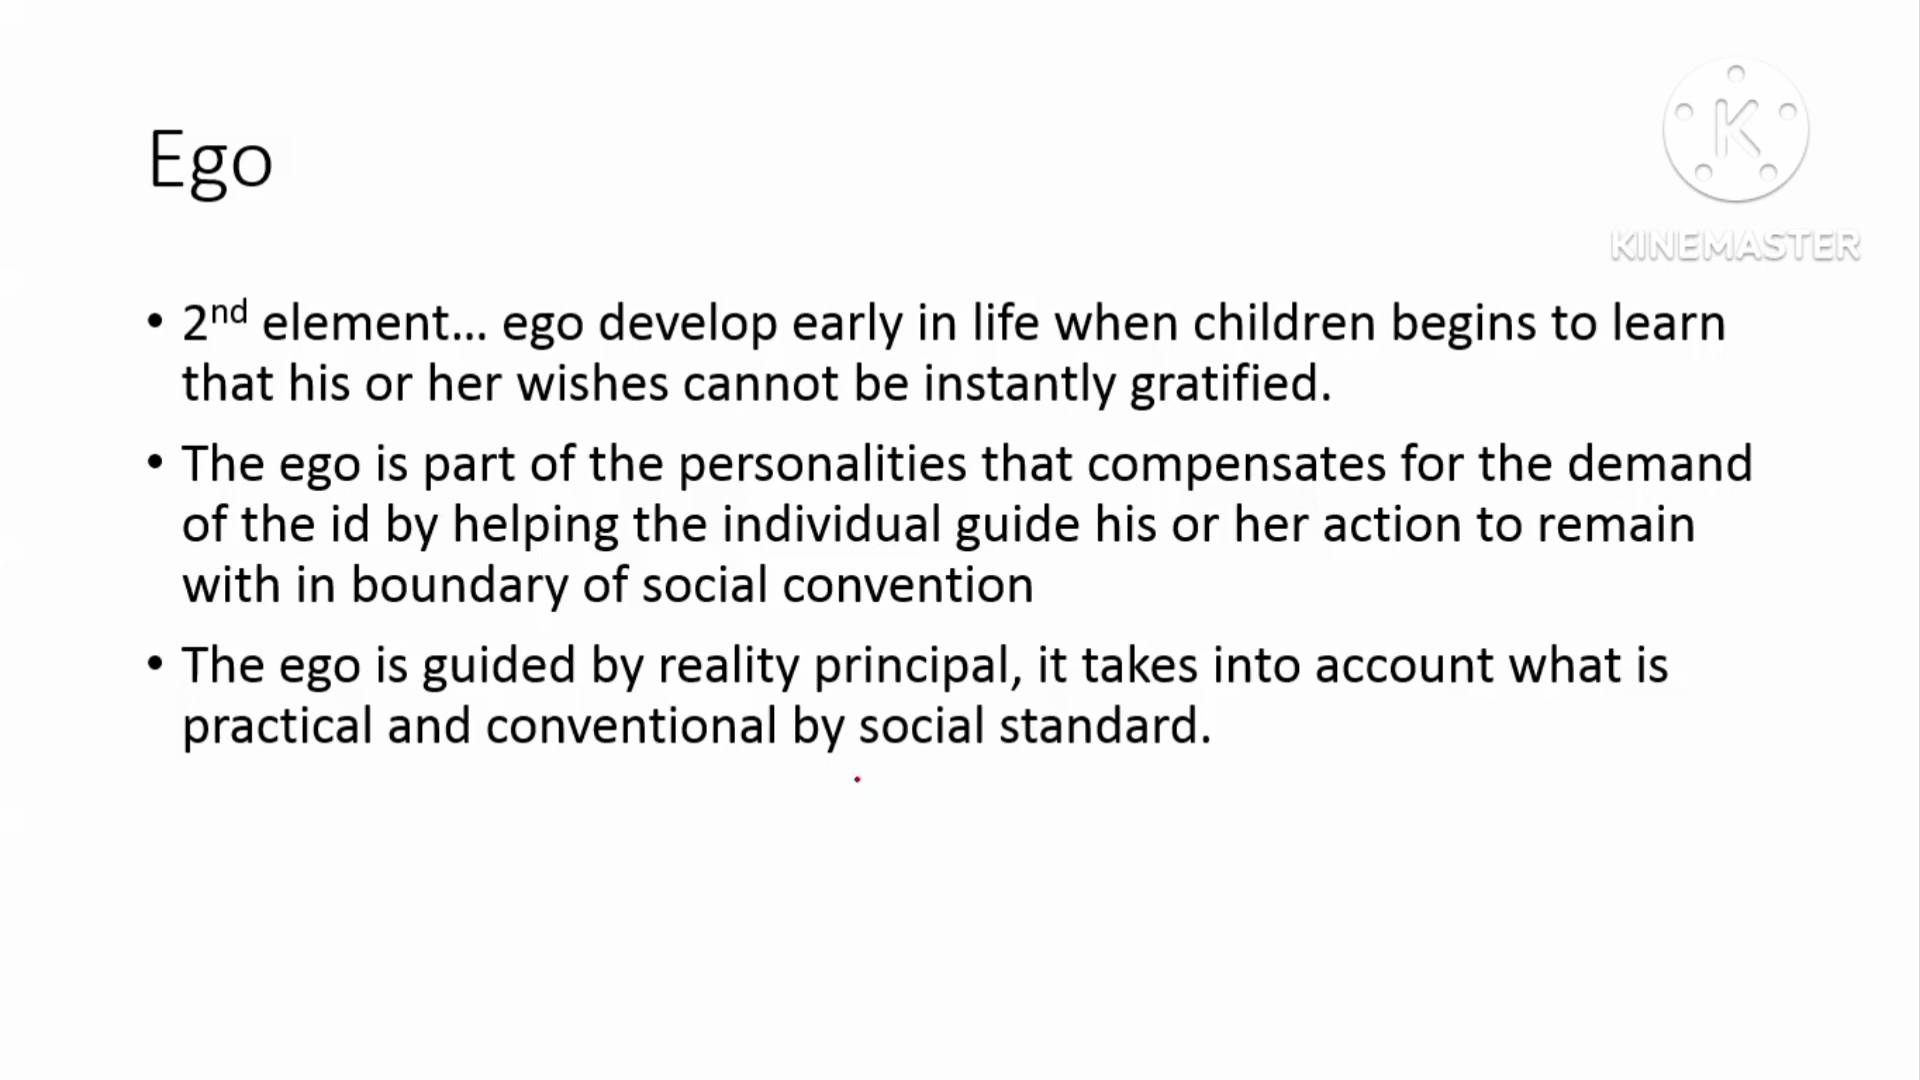 Ego
K
KINEMASTER
• 2nd element... ego develop early in life when children begins to learn
that his or her wishes cannot be instantly gratified.
• The ego is part of the personalities that compensates for the demand
of the id by helping the individual guide his or her action to remain
with in boundary of social convention
• The ego is guided by reality principal, it takes into account what is
practical and conventional by social standard.